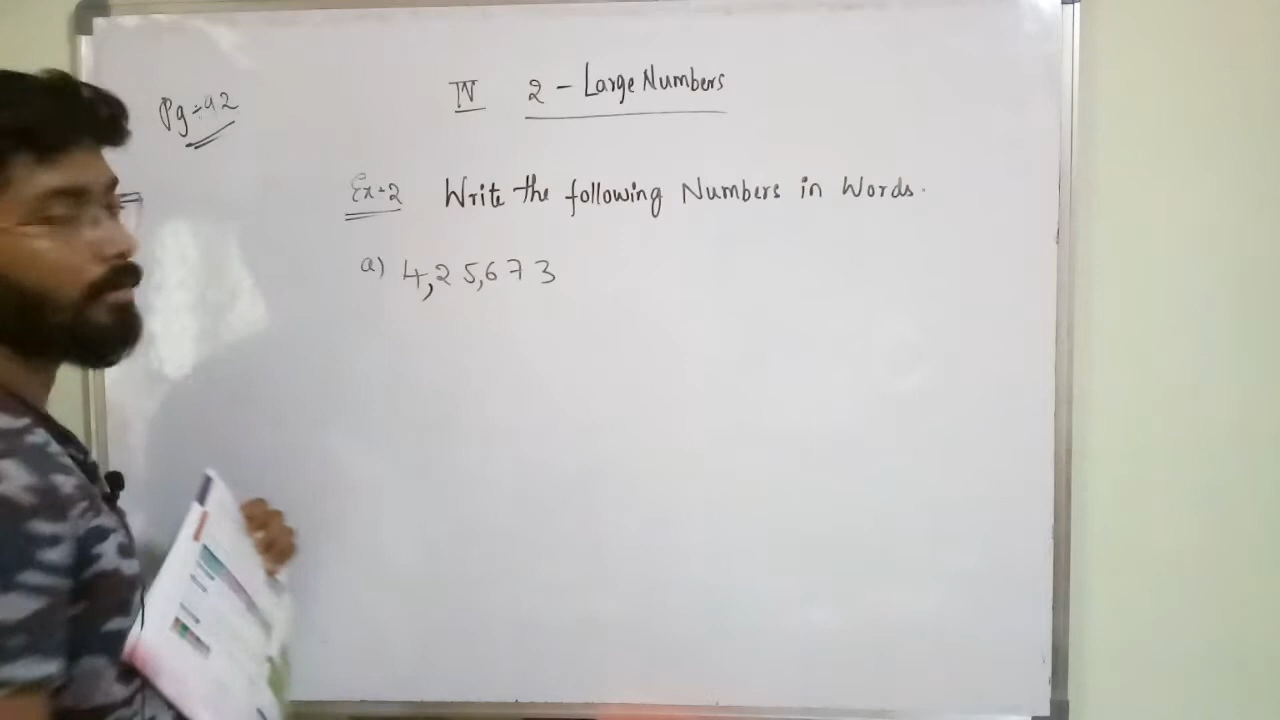 Pg-42
IV 2 - Large Numbers
Ex-2 Write the following Numbers in Words.
a) 4,25,673